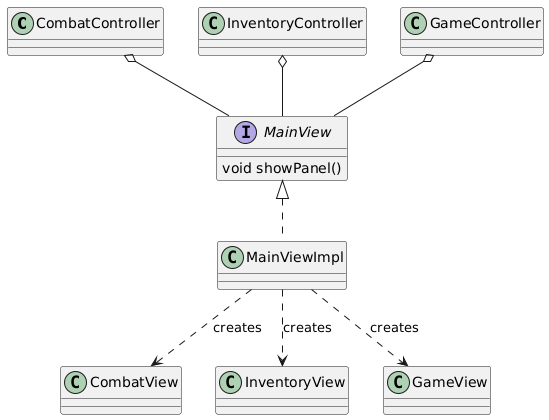 C CombatController
C InventoryController
C GameController
I MainView
void showPanel()
C MainViewImpl
creates
creates
creates
C CombatView
C InventoryView
C GameView